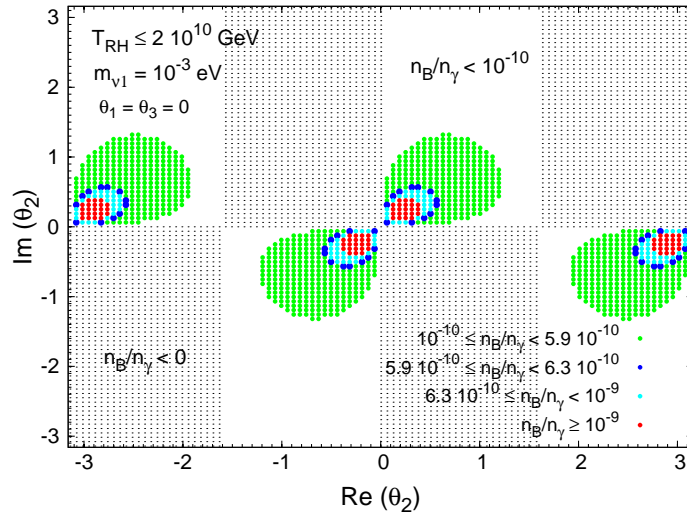 T_RH ≤ 2 10^10 GeV
m_ν1 = 10^-3 eV
θ_1 = θ_3 = 0
n_B/n_γ < 10^-10
n_B/n_γ < 0
10^-10 ≤ n_B/n_γ < 5.9 10^-10
5.9 10^-10 ≤ n_B/n_γ < 6.3 10^-10
6.3 10^-10 ≤ n_B/n_γ < 10^-9
n_B/n_γ ≥ 10^-9
3
2
1
0
-1
-2
-3
Im (θ_2)
-3 -2 -1 0 1 2 3
Re (θ_2)